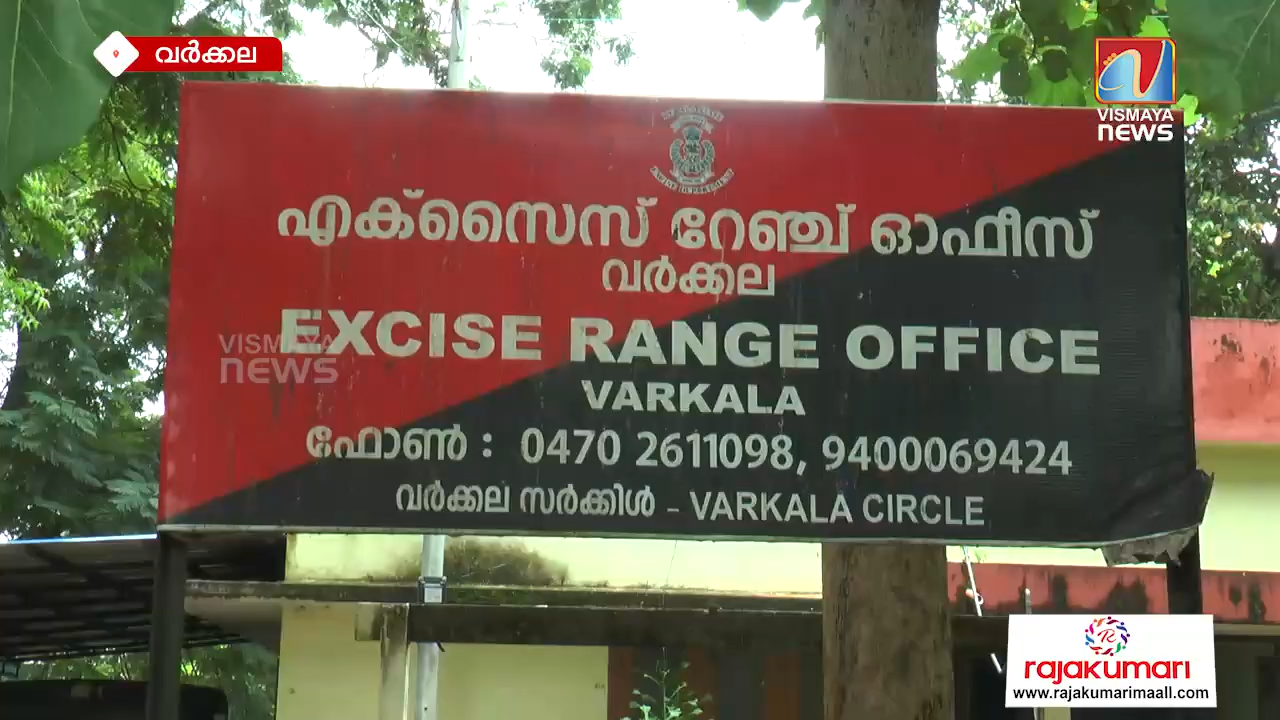 വർക്കല
VISMAYA
NEWS
എക്സൈസ് റേഞ്ച് ഓഫീസ്
വർക്കല
EXCISE RANGE OFFICE
VARKALA
ഫോൺ : 0470 2611098, 9400069424
വർക്കല സർക്കിൾ - VARKALA CIRCLE
VISMAYA
NEWS
rajakumari
www.rajakumarimaall.com